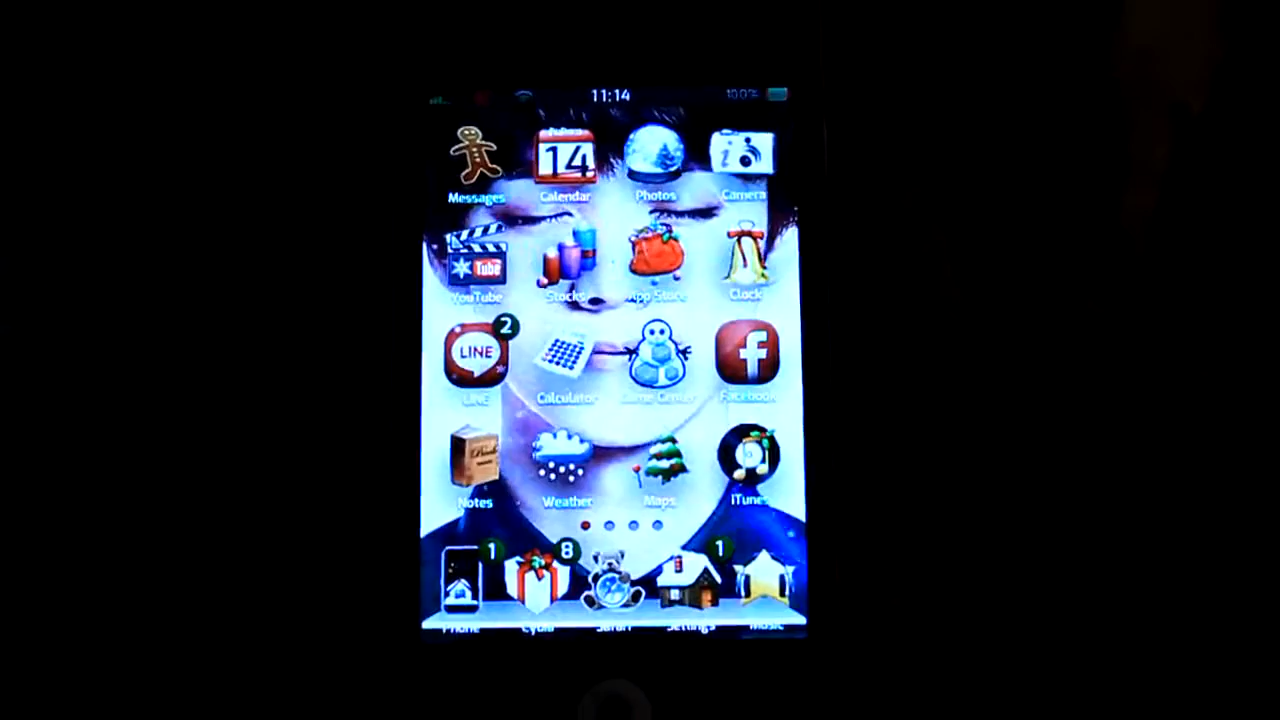 11:14 100%
14
Messages Calendar Photos Camera
Tube
YouTube Stocks App Store Clock
2
LINE
LINE Calculator Game Center Facebook
Notes Weather Maps iTunes
1 8 1
Phone Cydia Safari Settings Music